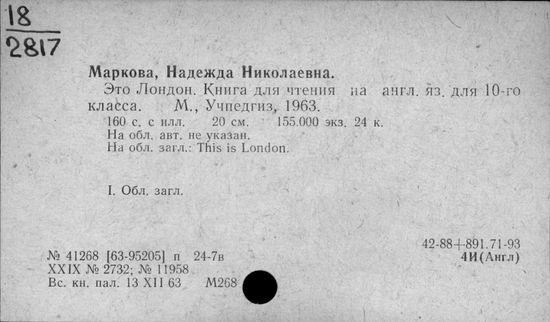 18
2817
Маркова, Надежда Николаевна.
Это Лондон. Книга для чтения на англ. яз. для 10-го
класса. М., Учпедгиз, 1963.
160 с. с илл. 20 см. 155.000 экз. 24 к.
На обл. авт. не указан.
На обл. загл.: This is London.
I. Обл. загл.
42-88+891.71-93
№ 41268 [63-95205] п 24-7в 4И(Англ)
XXIX № 2732; № 11958
Вс. кн. пал. 13 XII 63 М268